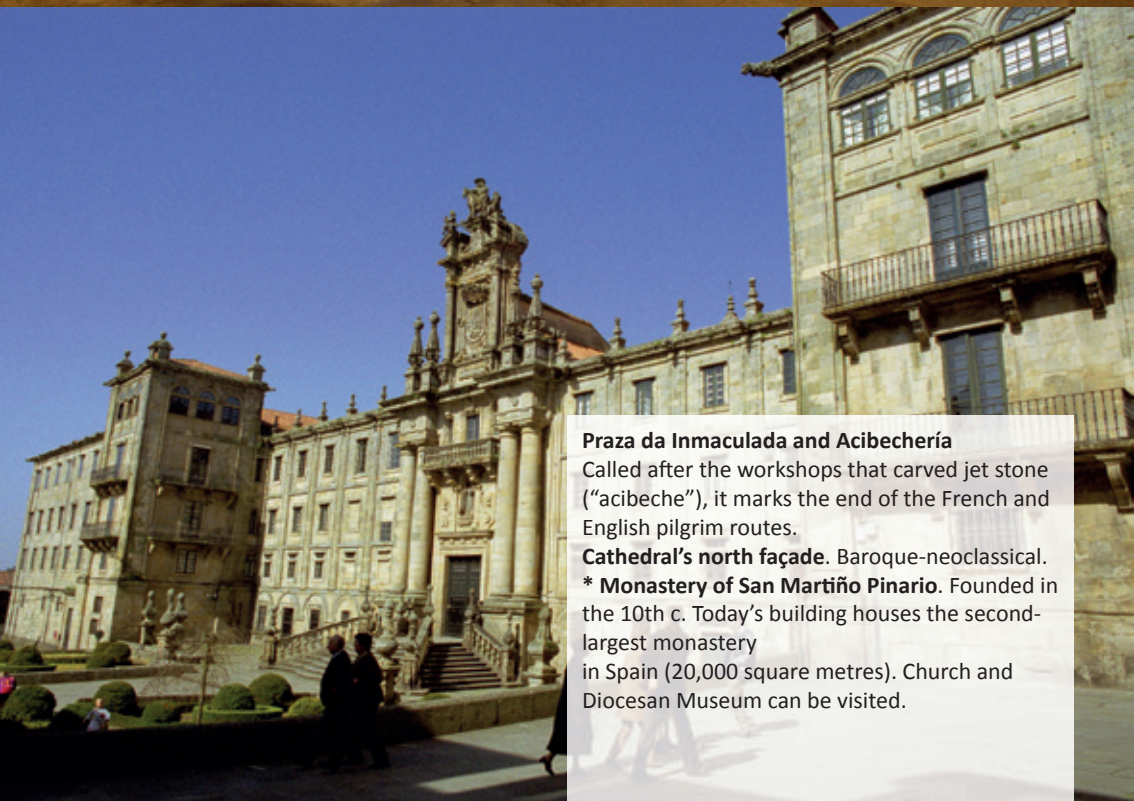 Praza da Inmaculada and Acibechería
Called after the workshops that carved jet stone
(“acibeche”), it marks the end of the French and
English pilgrim routes.
Cathedral’s north façade. Baroque-neoclassical.
* Monastery of San Martiño Pinario. Founded in
the 10th c. Today’s building houses the second-
largest monastery
in Spain (20,000 square metres). Church and
Diocesan Museum can be visited.